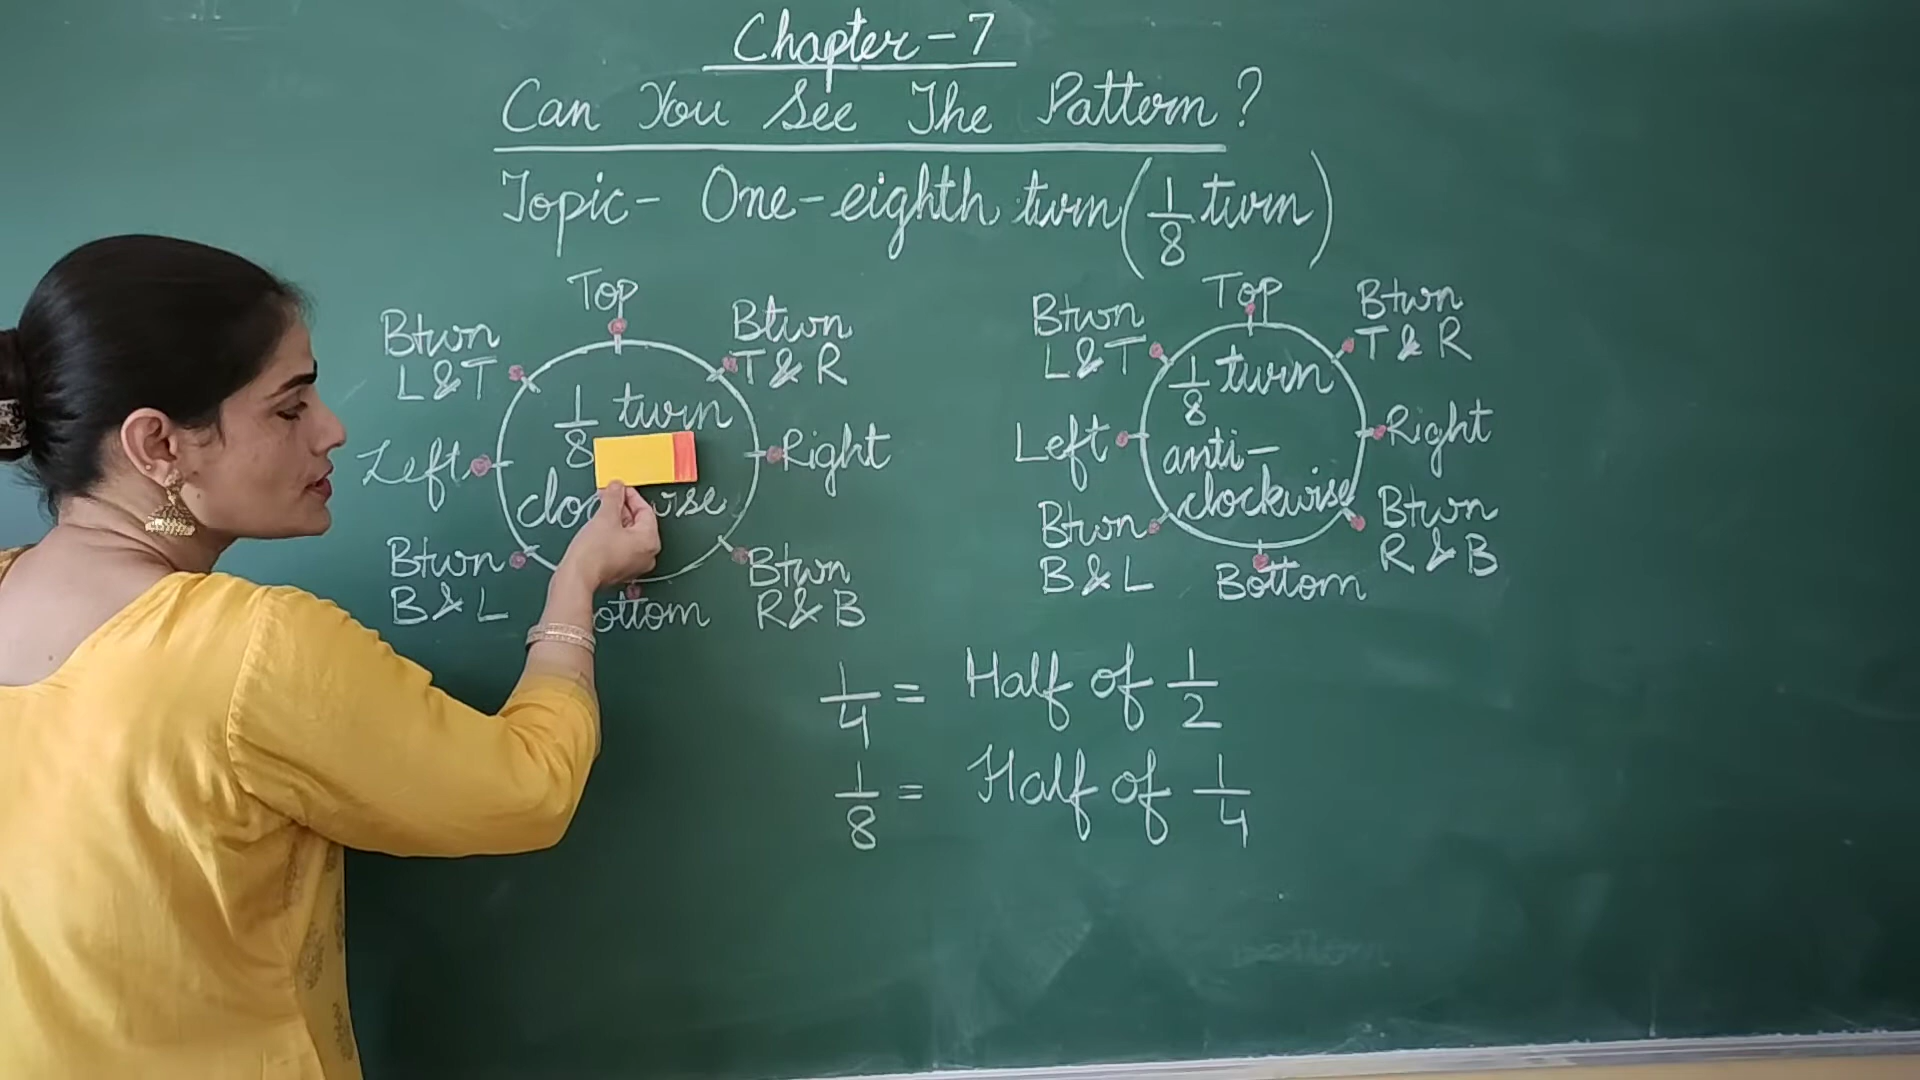 Chapter-7
Can You See The Pattern?
Topic- One-eighth turn (1/8 turn)
Top
Btwn
L & T
Btwn
T & R
1/8 turn
clockwise
Left
Right
Btwn
B & L
Bottom
Btwn
R & B
Top
Btwn
L & T
Btwn
T & R
1/8 turn
anti-
clockwise
Left
Right
Btwn
B & L
Bottom
Btwn
R & B
1/4 = Half of 1/2
1/8 = Half of 1/4